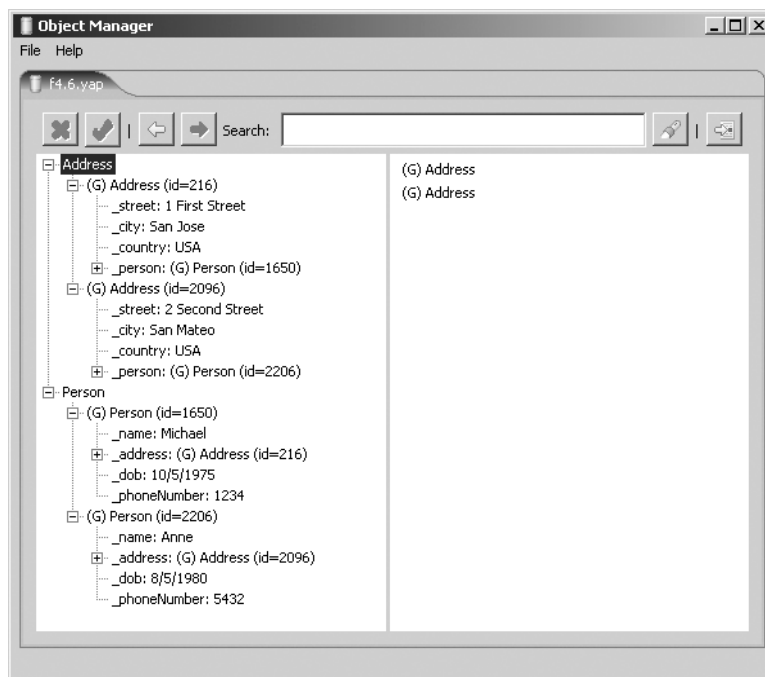 Object Manager
File Help
f4.6.yap
Search:
Address
(G) Address (id=216)
_street: 1 First Street
_city: San Jose
_country: USA
_person: (G) Person (id=1650)
(G) Address (id=2096)
_street: 2 Second Street
_city: San Mateo
_country: USA
_person: (G) Person (id=2206)
Person
(G) Person (id=1650)
_name: Michael
_address: (G) Address (id=216)
_dob: 10/5/1975
_phoneNumber: 1234
(G) Person (id=2206)
_name: Anne
_address: (G) Address (id=2096)
_dob: 8/5/1980
_phoneNumber: 5432
(G) Address
(G) Address